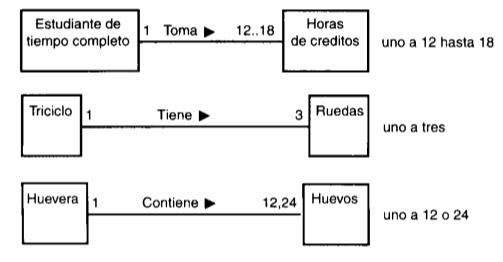 Estudiante de
tiempo completo
1 Toma ▶ 12..18
Horas
de creditos
uno a 12 hasta 18
Triciclo
1 Tiene ▶ 3
Ruedas
uno a tres
Huevera
1 Contiene ▶ 12,24
Huevos
uno a 12 o 24